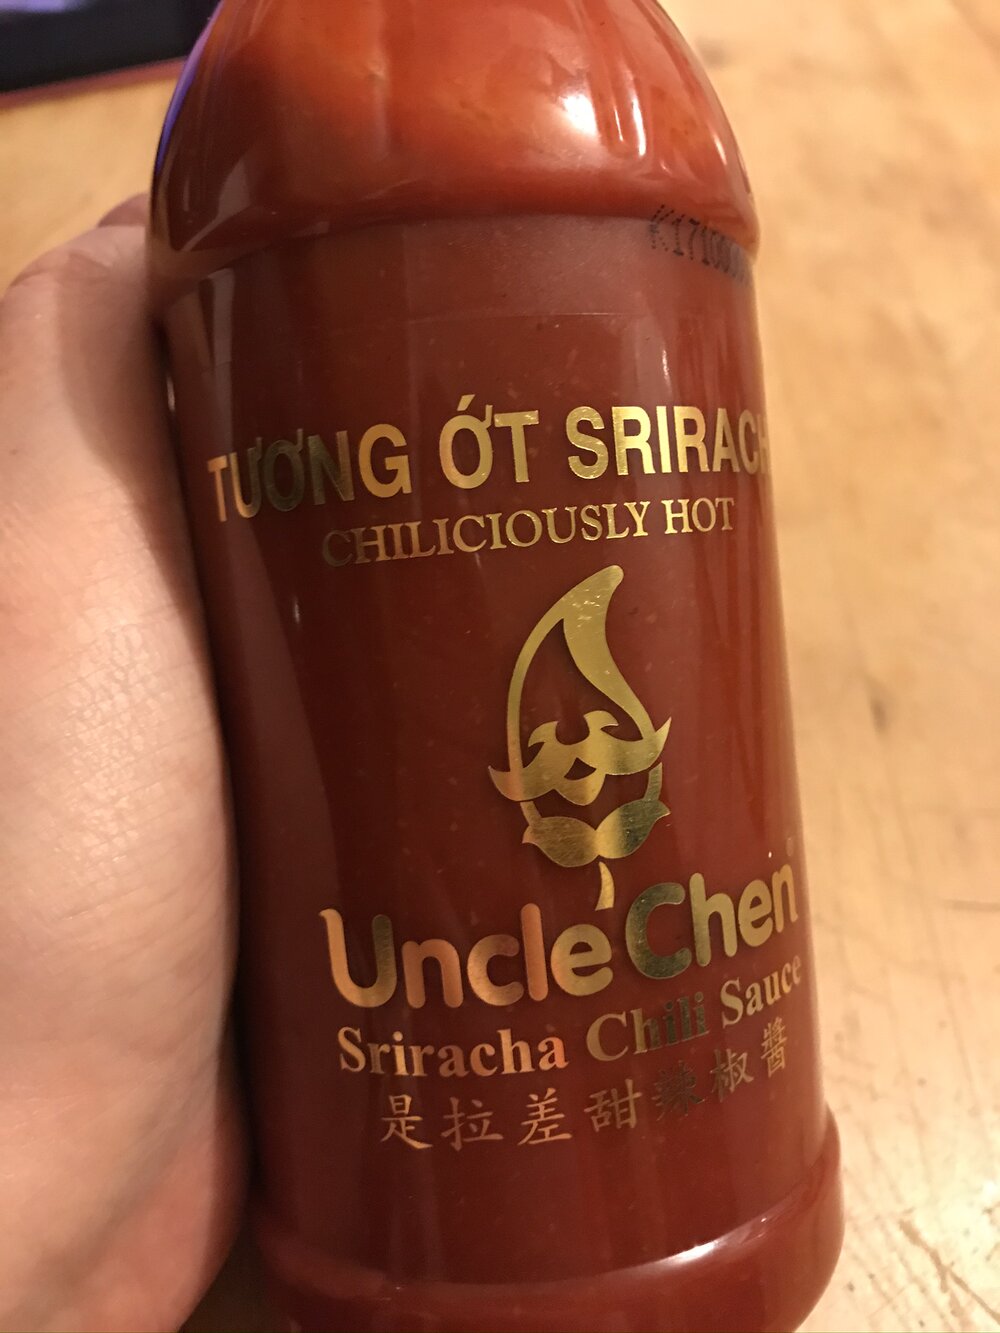 TƯƠNG ỚT SRIRACH
CHILICIOUSLY HOT
Uncle Chen®
Sriracha Chili Sauce
是拉差甜辣椒醬